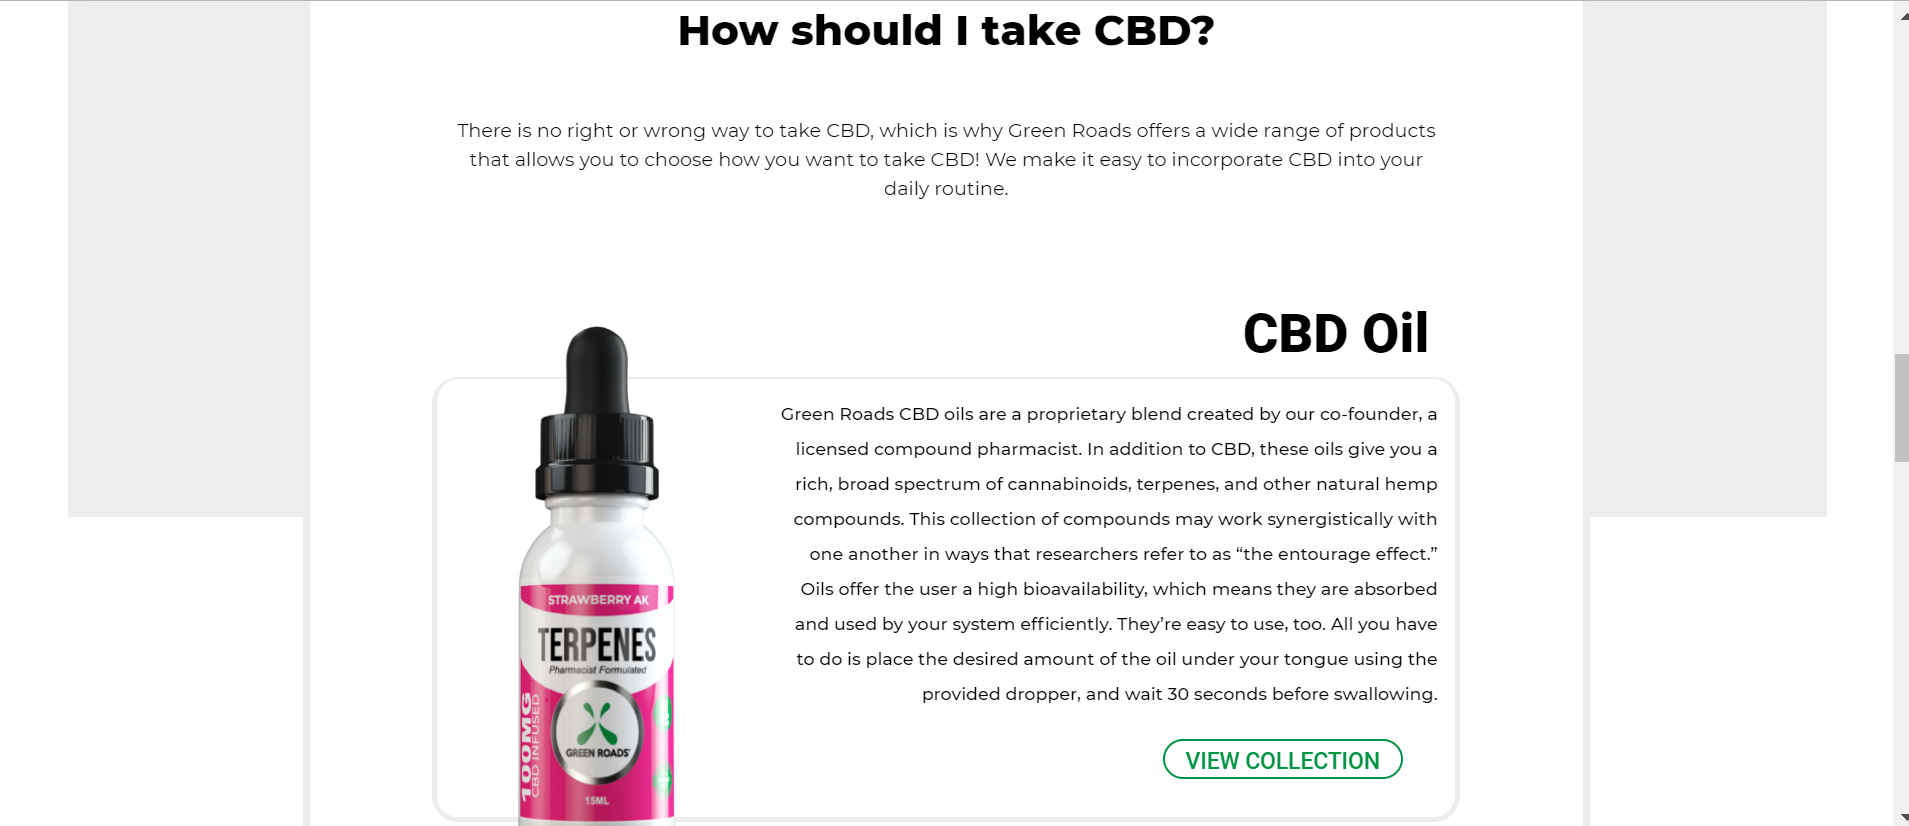 How should I take CBD?
There is no right or wrong way to take CBD, which is why Green Roads offers a wide range of products
that allows you to choose how you want to take CBD! We make it easy to incorporate CBD into your
daily routine.
CBD Oil
Green Roads CBD oils are a proprietary blend created by our co-founder, a
licensed compound pharmacist. In addition to CBD, these oils give you a
rich, broad spectrum of cannabinoids, terpenes, and other natural hemp
compounds. This collection of compounds may work synergistically with
one another in ways that researchers refer to as “the entourage effect.”
Oils offer the user a high bioavailability, which means they are absorbed
and used by your system efficiently. They’re easy to use, too. All you have
to do is place the desired amount of the oil under your tongue using the
provided dropper, and wait 30 seconds before swallowing.
VIEW COLLECTION
STRAWBERRY AK
TERPENES
Pharmacist Formulated
100MG
CBD INFUSED
GREEN ROADS
15ML